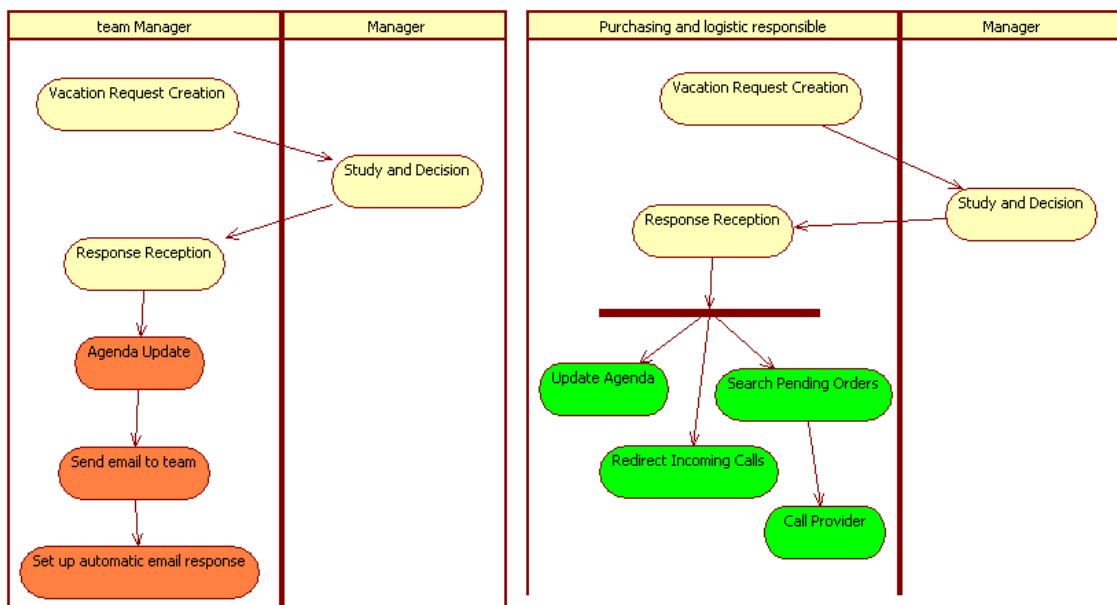 team Manager
Manager
Vacation Request Creation
Study and Decision
Response Reception
Agenda Update
Send email to team
Set up automatic email response
Purchasing and logistic responsible
Manager
Vacation Request Creation
Study and Decision
Response Reception
Update Agenda
Search Pending Orders
Redirect Incoming Calls
Call Provider